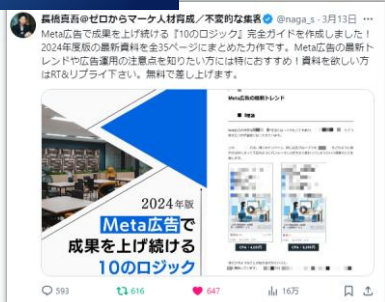 長橋真吾@ゼロからマーケ人材育成／不変的な集客 @naga_s · 3月13日 ···
Meta広告で成果を上げ続ける『10のロジック』完全ガイドを作成しました！
2024年度版の最新資料を全35ページにまとめた力作です。Meta広告の最新ト
レンドや広告運用の注意点を知りたい方には特におすすめ！資料を欲しい方
はRT&リプライ下さい。無料で差し上げます。
Meta広告の最新トレンド
2024年版
Meta広告で
成果を上げ続ける
10のロジック
593 616 647 16万